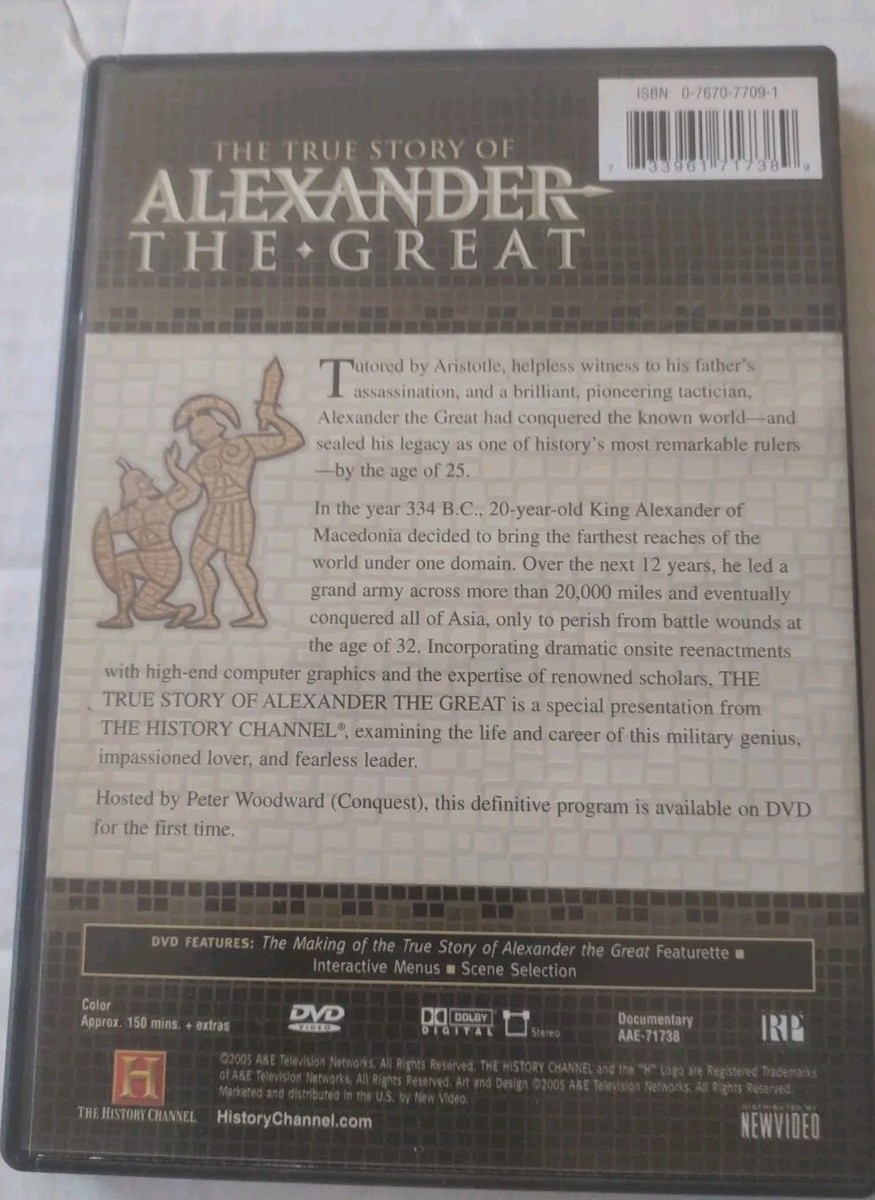 ISBN: 0-7670-7709-1
7 33961 71738 9
THE TRUE STORY OF
ALEXANDER
THE GREAT
Tutored by Aristotle, helpless witness to his father's
assassination, and a brilliant, pioneering tactician,
Alexander the Great had conquered the known world—and
sealed his legacy as one of history's most remarkable rulers
—by the age of 25.
In the year 334 B.C., 20-year-old King Alexander of
Macedonia decided to bring the farthest reaches of the
world under one domain. Over the next 12 years, he led a
grand army across more than 20,000 miles and eventually
conquered all of Asia, only to perish from battle wounds at
the age of 32. Incorporating dramatic onsite reenactments
with high-end computer graphics and the expertise of renowned scholars, THE
TRUE STORY OF ALEXANDER THE GREAT is a special presentation from
THE HISTORY CHANNEL®, examining the life and career of this military genius,
impassioned lover, and fearless leader.
Hosted by Peter Woodward (Conquest), this definitive program is available on DVD
for the first time.
DVD FEATURES: The Making of the True Story of Alexander the Great Featurette ■
Interactive Menus ■ Scene Selection
Color
Approx. 150 mins. + extras
DVD
VIDEO
DOLBY
DIGITAL
Stereo
Documentary
AAE-71738
IRP
©2005 A&E Television Networks. All Rights Reserved. THE HISTORY CHANNEL and the "H" Logo are Registered Trademarks
of A&E Television Networks. All Rights Reserved. Art and Design ©2005 A&E Television Networks. All Rights Reserved.
Marketed and distributed in the U.S. by New Video.
H
THE HISTORY CHANNEL
HistoryChannel.com
DISTRIBUTED BY
NEWVIDEO